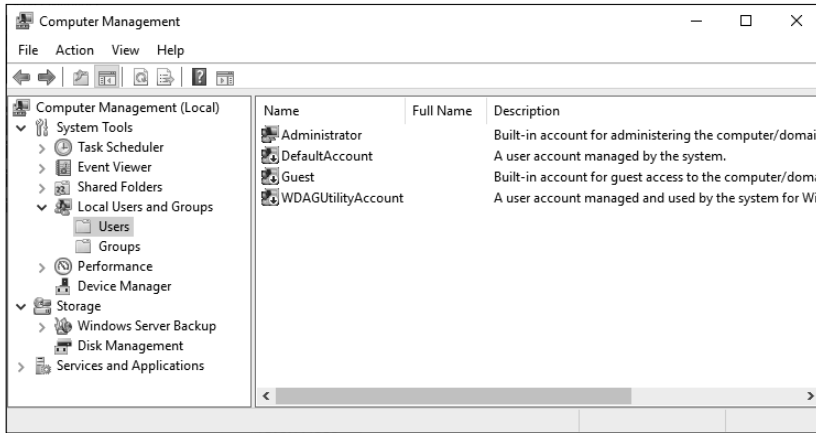 Computer Management
File Action View Help
Computer Management (Local)
System Tools
Task Scheduler
Event Viewer
Shared Folders
Local Users and Groups
Users
Groups
Performance
Device Manager
Storage
Windows Server Backup
Disk Management
Services and Applications
Name Full Name Description
Administrator Built-in account for administering the computer/domai
DefaultAccount A user account managed by the system.
Guest Built-in account for guest access to the computer/doma
WDAGUtilityAccount A user account managed and used by the system for Wi